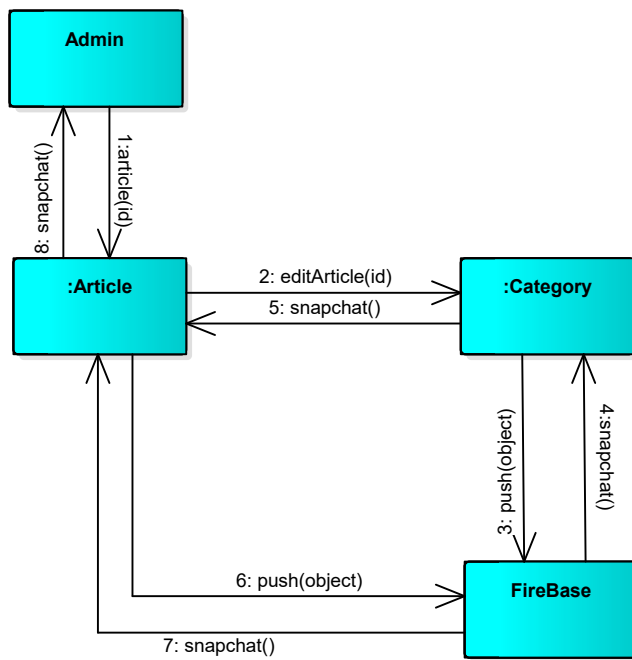 Admin
8: snapchat()
1:article(id)
:Article
2: editArticle(id)
5: snapchat()
:Category
3: push(object)
4:snapchat()
6: push(object)
FireBase
7: snapchat()